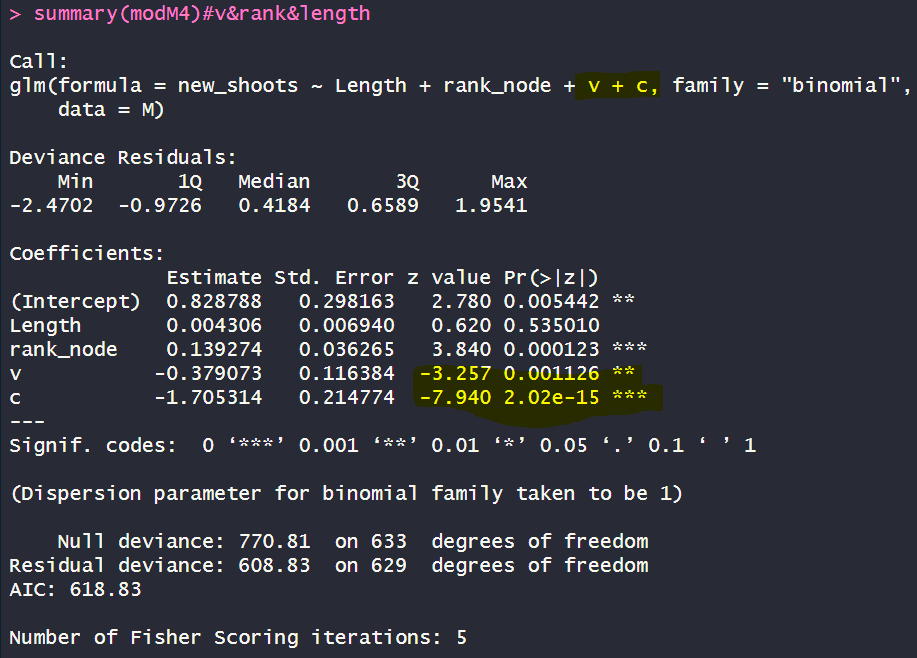 > summary(modM4)#v&rank&length
Call:
glm(formula = new_shoots ~ Length + rank_node + v + c, family = "binomial",
    data = M)
Deviance Residuals:
    Min       1Q   Median       3Q      Max
-2.4702  -0.9726   0.4184   0.6589   1.9541
Coefficients:
             Estimate Std. Error z value Pr(>|z|)
(Intercept)  0.828788   0.298163   2.780 0.005442 **
Length       0.004306   0.006940   0.620 0.535010
rank_node    0.139274   0.036265   3.840 0.000123 ***
v           -0.379073   0.116384  -3.257 0.001126 **
c           -1.705314   0.214774  -7.940 2.02e-15 ***
---
Signif. codes:  0 ‘***’ 0.001 ‘**’ 0.01 ‘*’ 0.05 ‘.’ 0.1 ‘ ’ 1
(Dispersion parameter for binomial family taken to be 1)
    Null deviance: 770.81  on 633  degrees of freedom
Residual deviance: 608.83  on 629  degrees of freedom
AIC: 618.83
Number of Fisher Scoring iterations: 5